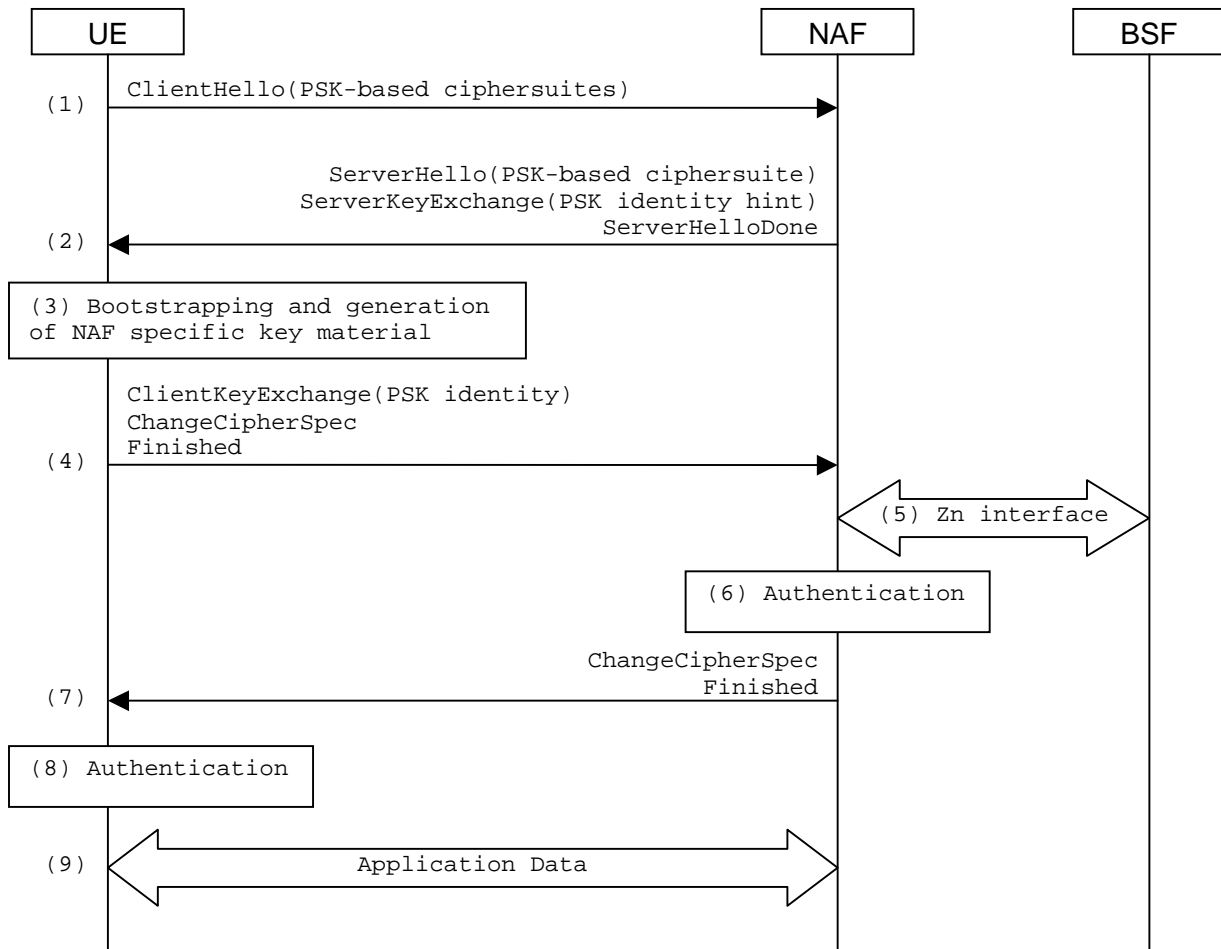 UE
NAF
BSF
(1)
ClientHello(PSK-based ciphersuites)
ServerHello(PSK-based ciphersuite)
ServerKeyExchange(PSK identity hint)
ServerHelloDone
(2)
(3) Bootstrapping and generation
of NAF specific key material
ClientKeyExchange(PSK identity)
ChangeCipherSpec
Finished
(4)
(5) Zn interface
(6) Authentication
ChangeCipherSpec
Finished
(7)
(8) Authentication
(9)
Application Data